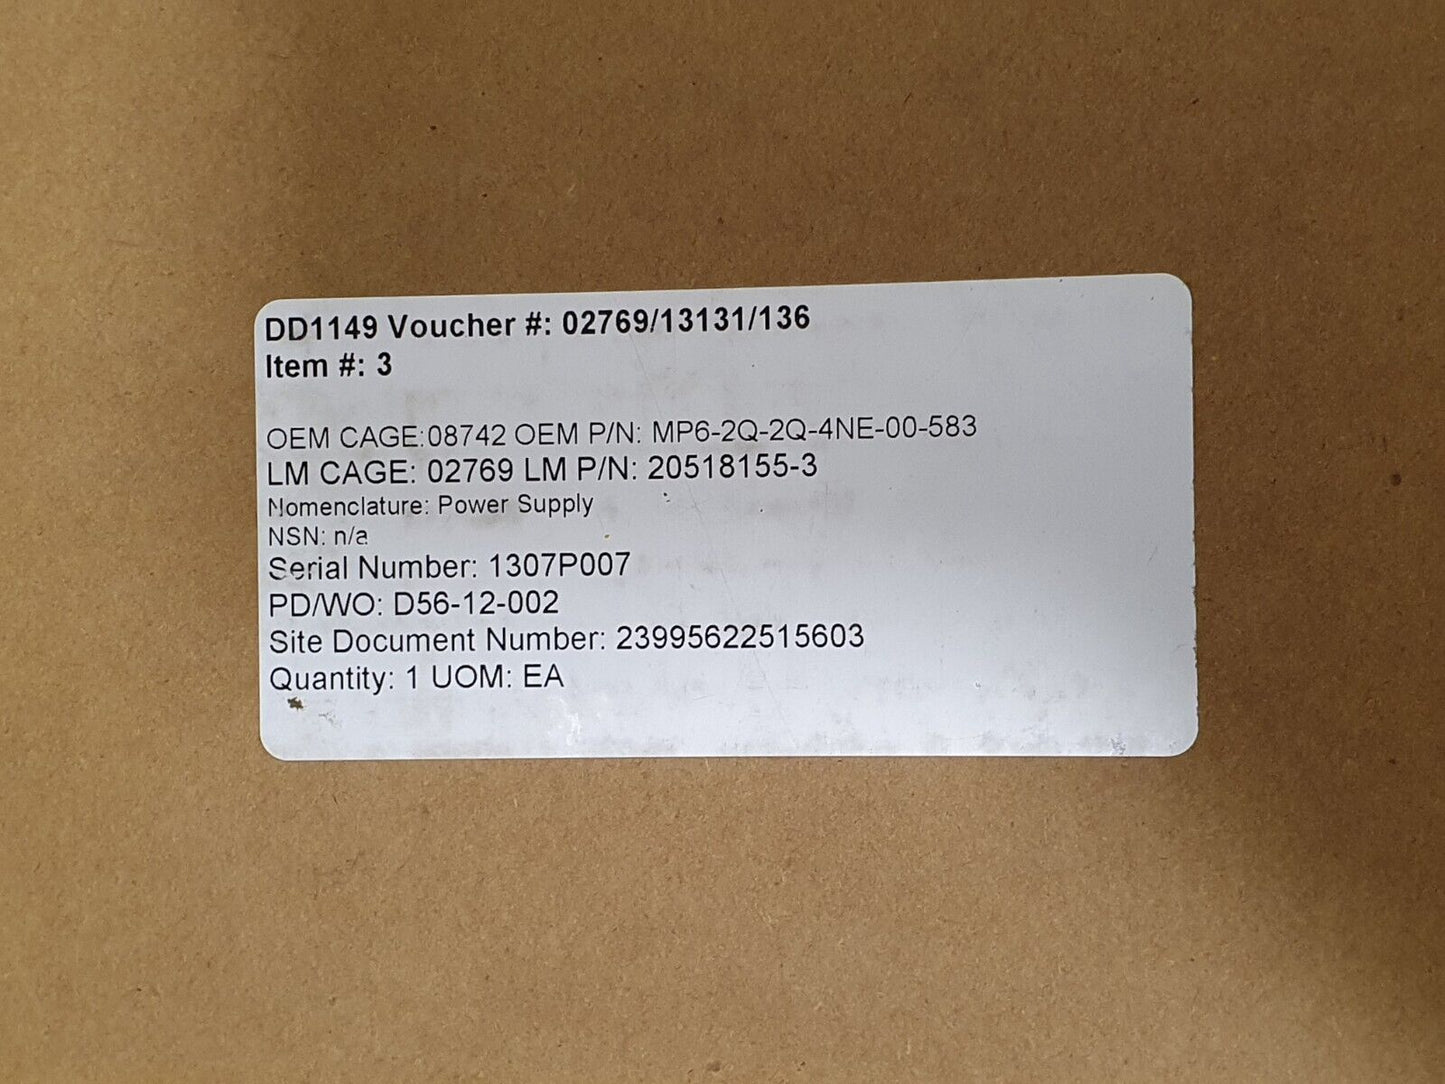 DD1149 Voucher #: 02769/13131/136
Item #: 3
OEM CAGE:08742 OEM P/N: MP6-2Q-2Q-4NE-00-583
LM CAGE: 02769 LM P/N: 20518155-3
Nomenclature: Power Supply
NSN: n/a
Serial Number: 1307P007
PD/WO: D56-12-002
Site Document Number: 23995622515603
Quantity: 1 UOM: EA